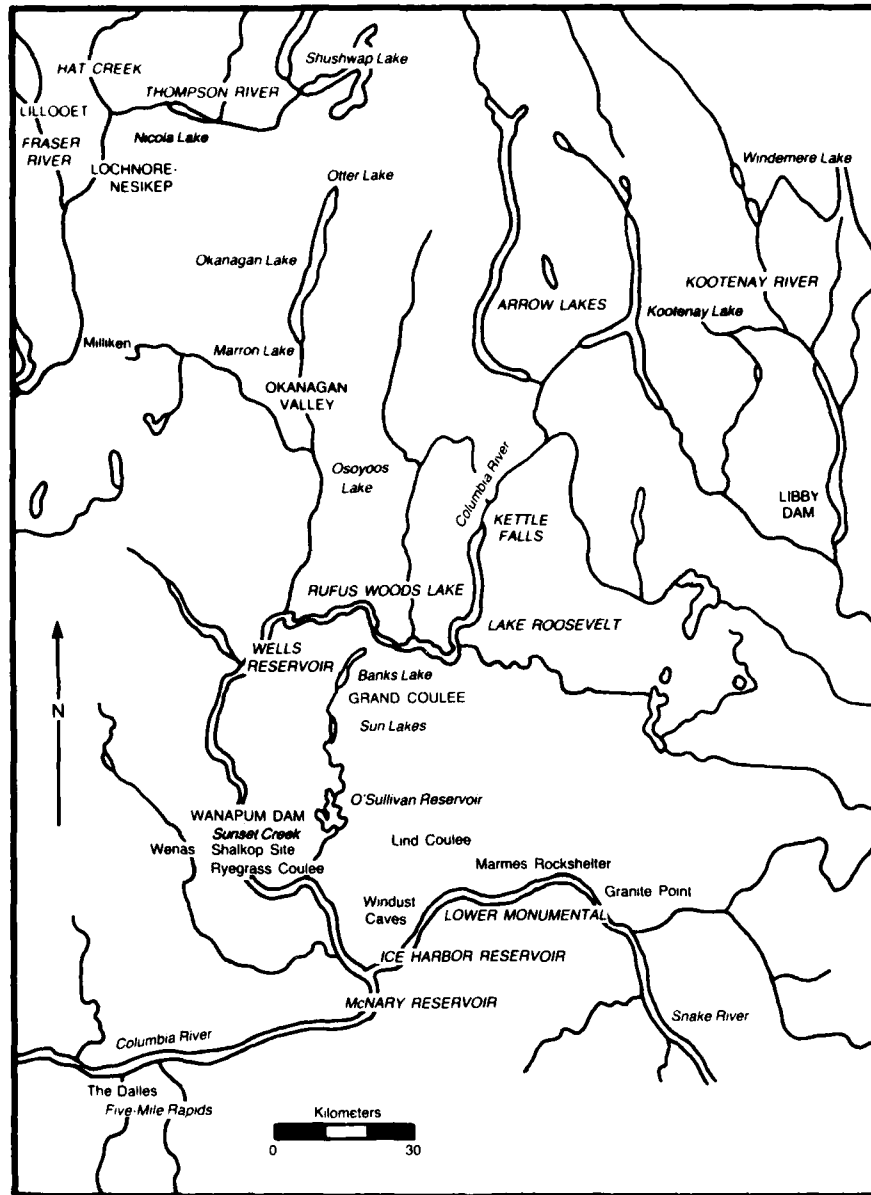 Shushwap Lake
HAT CREEK
THOMPSON RIVER
LILLOOET
Nicola Lake
FRASER
RIVER
LOCHNORE-
NESIKEP
Windemere Lake
Otter Lake
Okanagan Lake
KOOTENAY RIVER
ARROW LAKES
Kootenay Lake
Milliken
Marron Lake
OKANAGAN
VALLEY
Osoyoos
Lake
Columbia River
LIBBY
DAM
KETTLE
FALLS
RUFUS WOODS LAKE
LAKE ROOSEVELT
WELLS
RESERVOIR
Banks Lake
N
GRAND COULEE
Sun Lakes
O'Sullivan Reservoir
WANAPUM DAM
Sunset Creek
Wenas
Shalkop Site
Lind Coulee
Ryegrass Coulee
Marmes Rockshelter
Granite Point
Windust
Caves
LOWER MONUMENTAL
ICE HARBOR RESERVOIR
McNARY RESERVOIR
Snake River
Columbia River
The Dalles
Five-Mile Rapids
Kilometers
0 30